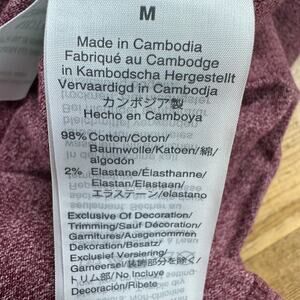 M
Made in Cambodia
Fabriqué au Cambodge
in Kambodscha Hergestellt
Vervaardigd in Cambodja
カンボジア製
Hecho en Camboya
98% Cotton/Coton/
Baumwolle/Katoen/綿/
algodón
2% Elastane/Élasthanne/
Elastan/Elastaan/
エラステーン/elastano
Exclusive Of Decoration/
Trimming/Sauf Décoration/
Garnitures/Ausgenommen
Dekoration/Besatz/
Exclusief Versiering/
Gameersel/装飾部分を除く/
トリム部/No Incluye
Decoración/Ribete